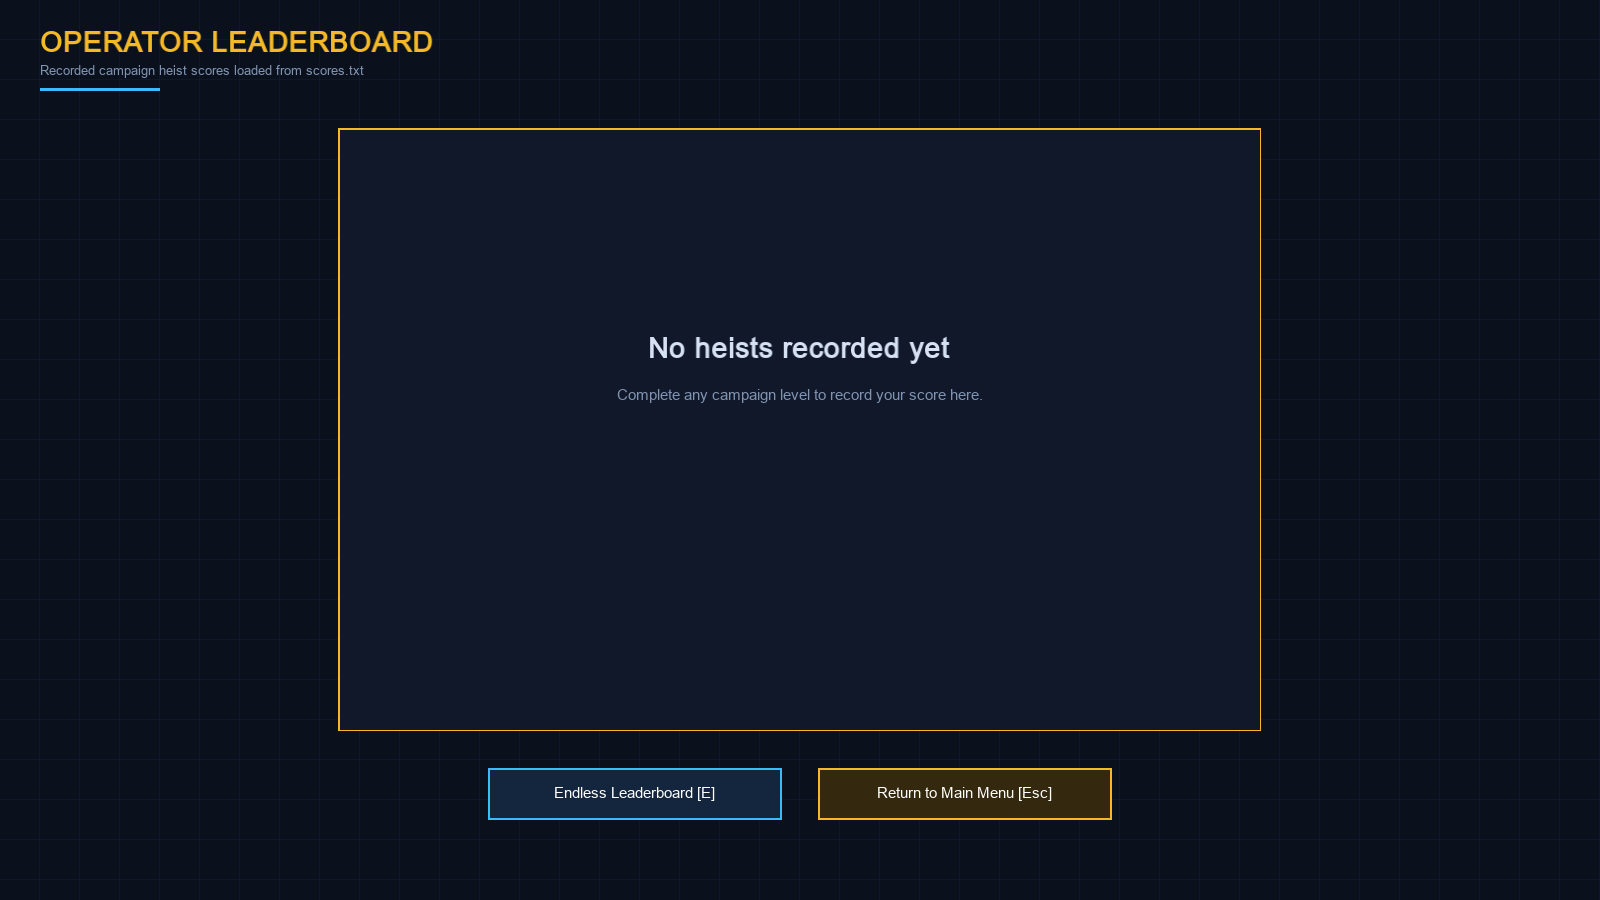 OPERATOR LEADERBOARD
Recorded campaign heist scores loaded from scores.txt
No heists recorded yet
Complete any campaign level to record your score here.
Endless Leaderboard [E]
Return to Main Menu [Esc]